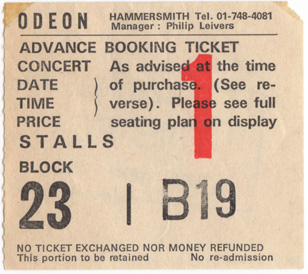 ODEON HAMMERSMITH Tel. 01-748-4081
Manager : Philip Leivers
ADVANCE BOOKING TICKET
CONCERT As advised at the time
DATE of purchase. (See re-
TIME verse). Please see full
PRICE seating plan on display
1
STALLS
BLOCK
23 | B19
NO TICKET EXCHANGED NOR MONEY REFUNDED
This portion to be retained No re-admission